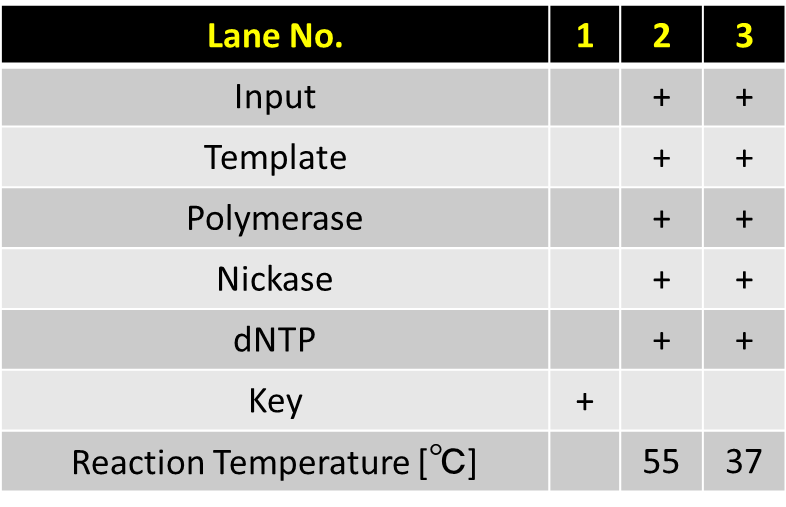 Lane No. 1 2 3
Input + +
Template + +
Polymerase + +
Nickase + +
dNTP + +
Key +
Reaction Temperature [℃] 55 37